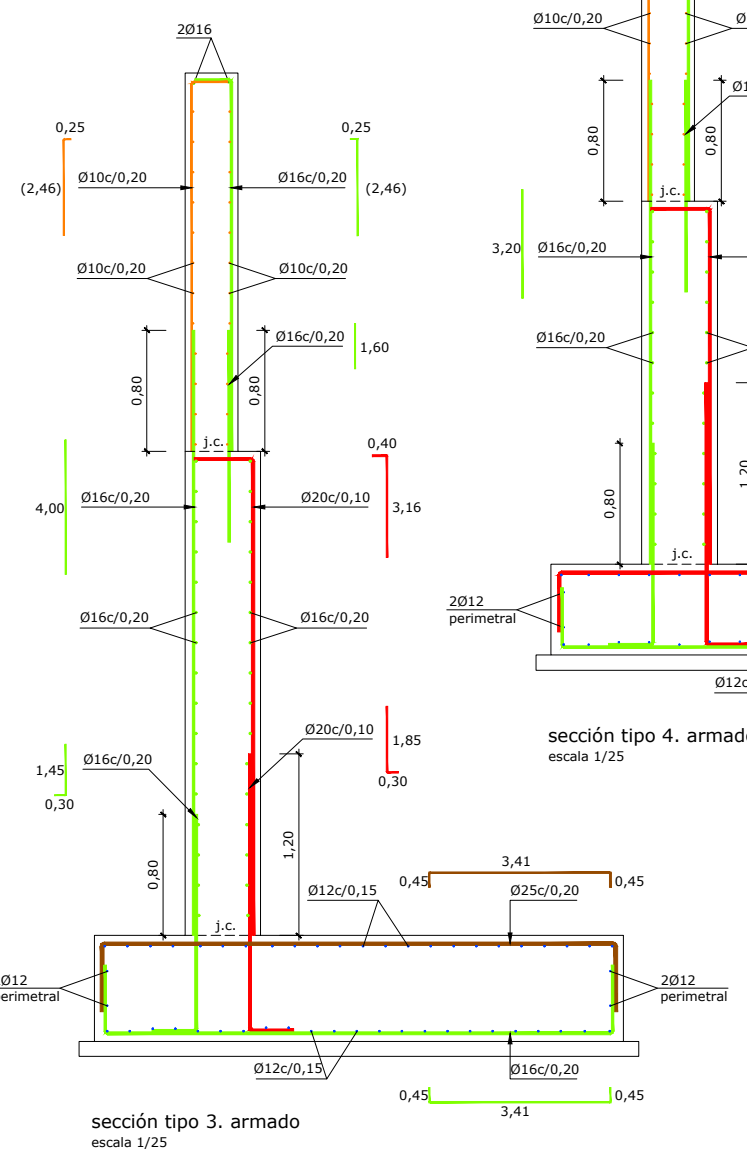 2Ø16
0,25
0,25
Ø10c/0,20
Ø16c/0,20
(2,46)
(2,46)
Ø10c/0,20
Ø10c/0,20
Ø16c/0,20
1,60
0,80
0,80
j.c.
0,40
4,00
Ø16c/0,20
Ø20c/0,10
3,16
Ø16c/0,20
Ø16c/0,20
Ø20c/0,10
1,85
1,45
Ø16c/0,20
0,30
0,30
0,80
1,20
j.c.
3,41
0,45
0,45
Ø12c/0,15
Ø25c/0,20
Ø12
perimetral
2Ø12
perimetral
Ø12c/0,15
Ø16c/0,20
0,45
0,45
3,41
sección tipo 3. armado
escala 1/25
Ø10c/0,20
Ø
Ø1
0,80
0,80
j.c.
3,20
Ø16c/0,20
Ø16c/0,20
0,80
1,20
j.c.
2Ø12
perimetral
Ø12c
sección tipo 4. armado
escala 1/25